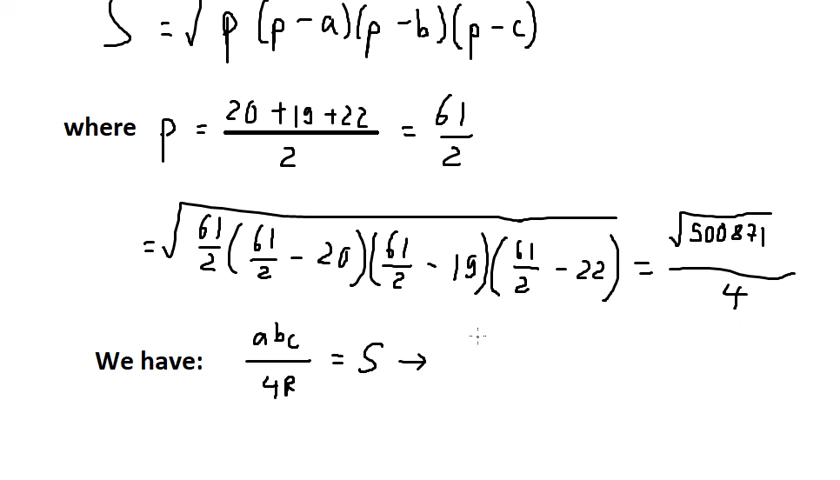 S = √p(p-a)(p-b)(p-c)
where p = (20+19+22)/2 = 61/2
= √(61/2(61/2 - 20)(61/2 - 19)(61/2 - 22)) = √500871/4
We have: abc/4R = S →